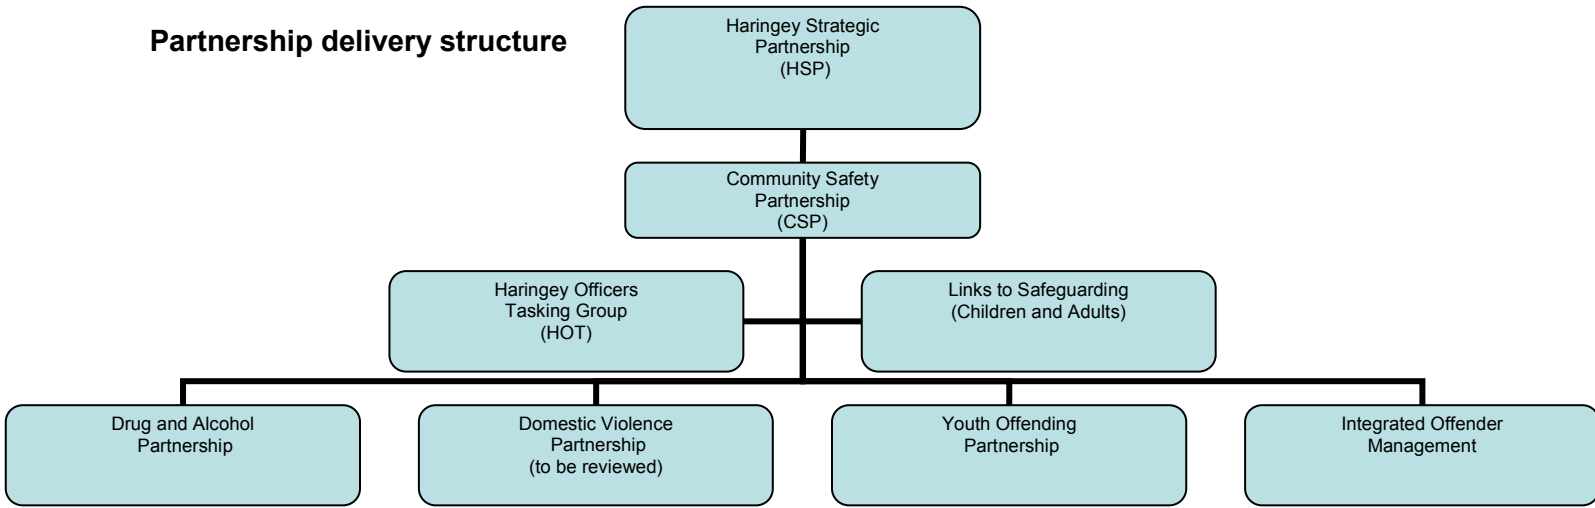 Partnership delivery structure
Haringey Strategic
Partnership
(HSP)
Community Safety
Partnership
(CSP)
Haringey Officers
Tasking Group
(HOT)
Links to Safeguarding
(Children and Adults)
Drug and Alcohol
Partnership
Domestic Violence
Partnership
(to be reviewed)
Youth Offending
Partnership
Integrated Offender
Management